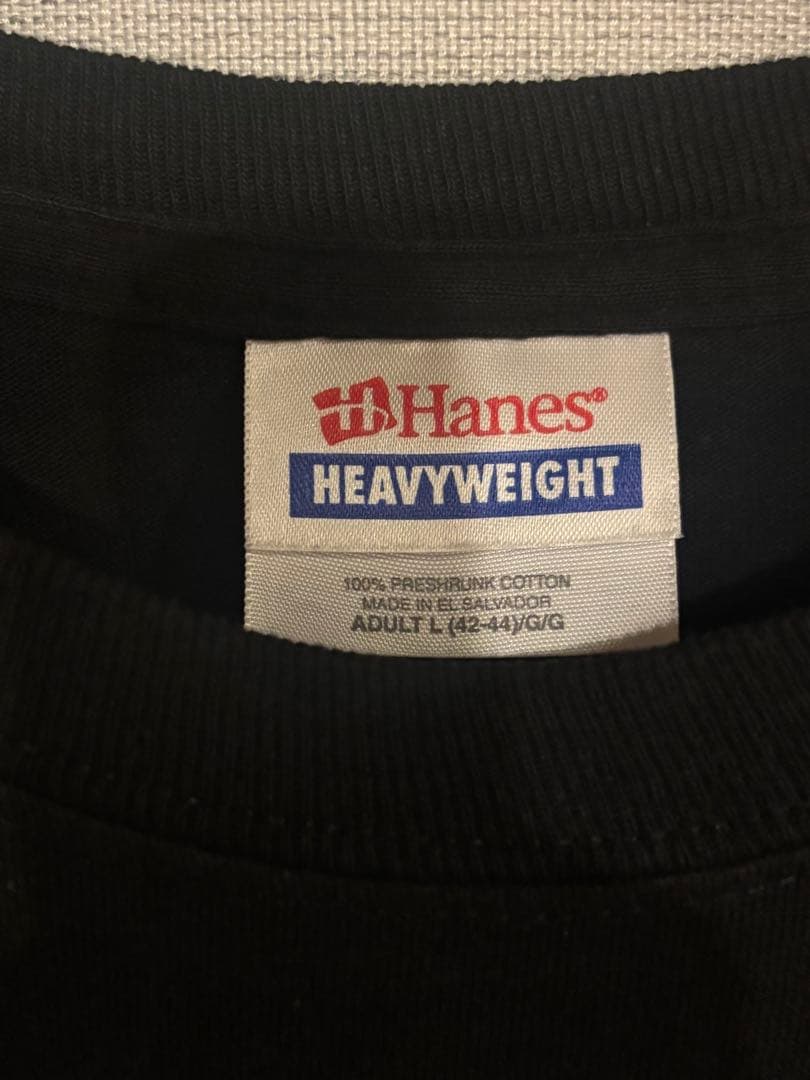 Hanes®
HEAVYWEIGHT
100% PRESHRUNK COTTON
MADE IN EL SALVADOR
ADULT L (42-44)/G/G